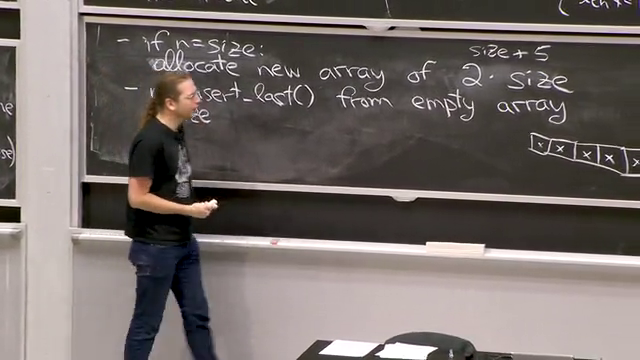 - if n=size:
allocate new array of 2 · size
size + 5
- insert_last() from empty array